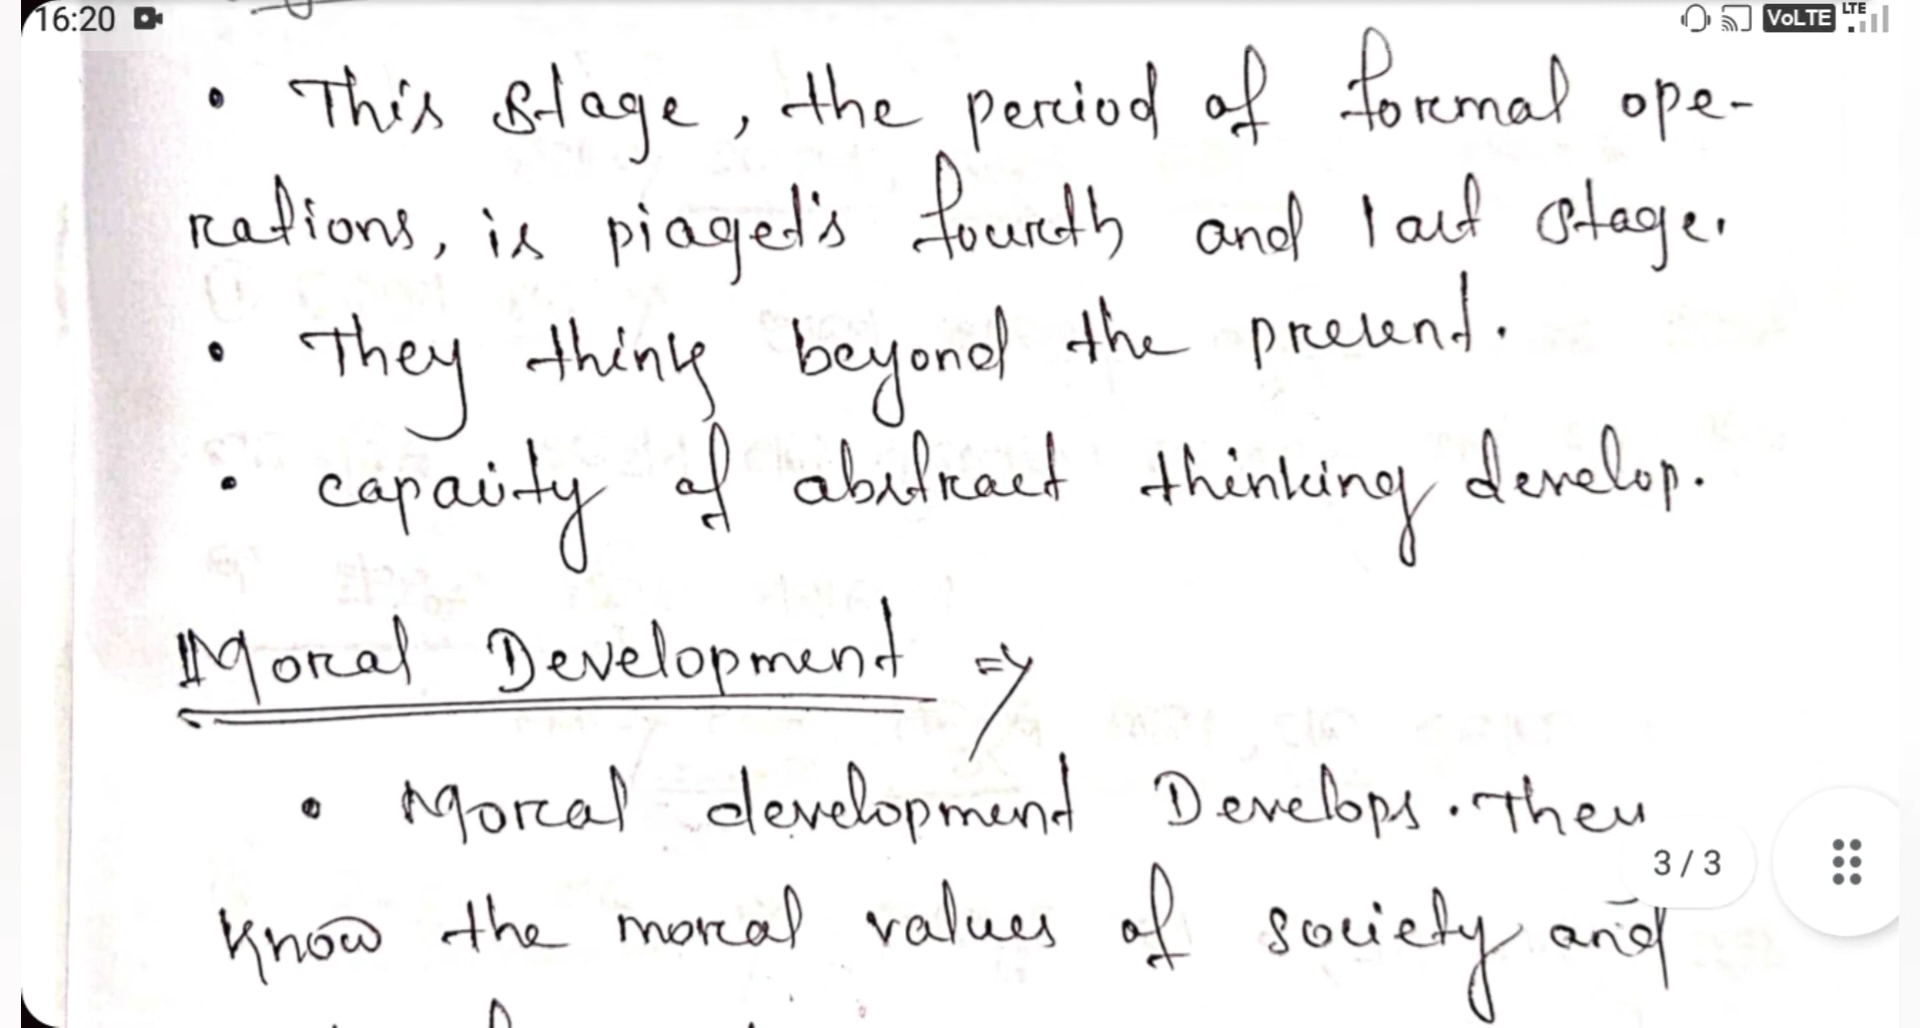 16:20
VoLTE LTE
• This stage, the period of formal ope-
rations, is piaget's fourth and last stage.
• They think beyond the present.
• capacity of abstract thinking develop.
Moral Development =>
• Moral development Develops. They
3/3
know the moral values of society and